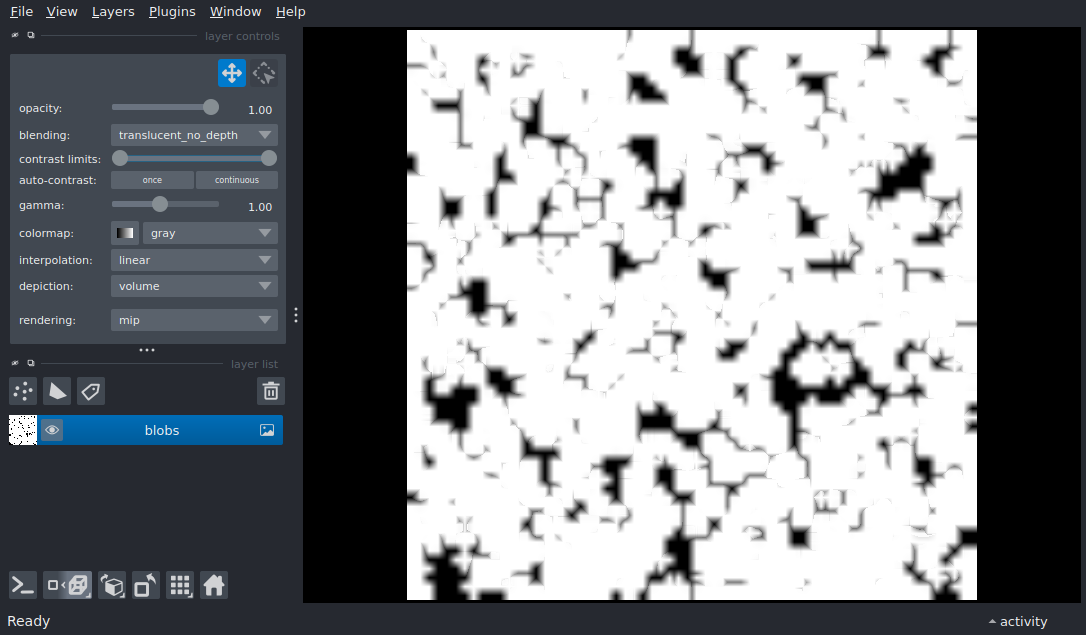 File View Layers Plugins Window Help
layer controls
opacity: 1.00
blending: translucent_no_depth
contrast limits:
auto-contrast: once continuous
gamma: 1.00
colormap: gray
interpolation: linear
depiction: volume
rendering: mip
layer list
blobs
Ready activity